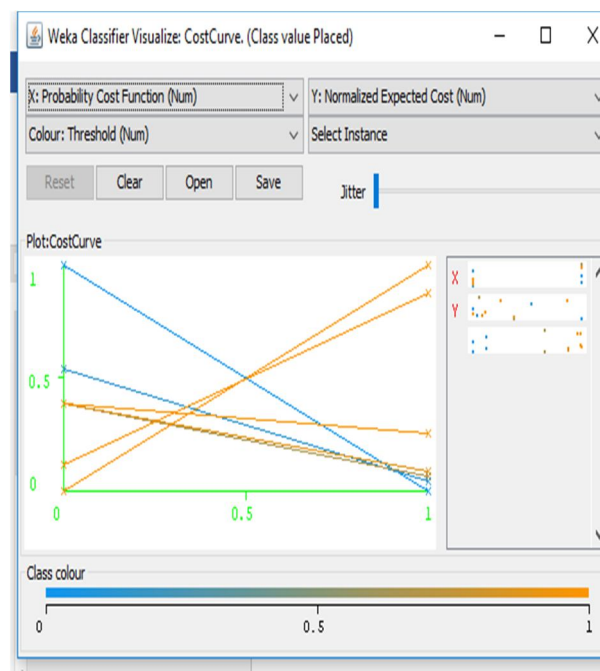 Weka Classifier Visualize: CostCurve. (Class value Placed)
X: Probability Cost Function (Num)
Y: Normalized Expected Cost (Num)
Colour: Threshold (Num)
Select Instance
Reset
Clear
Open
Save
Jitter
Plot:CostCurve
1
0.5
0
0
0.5
1
X
Y
Class colour
0
0.5
1